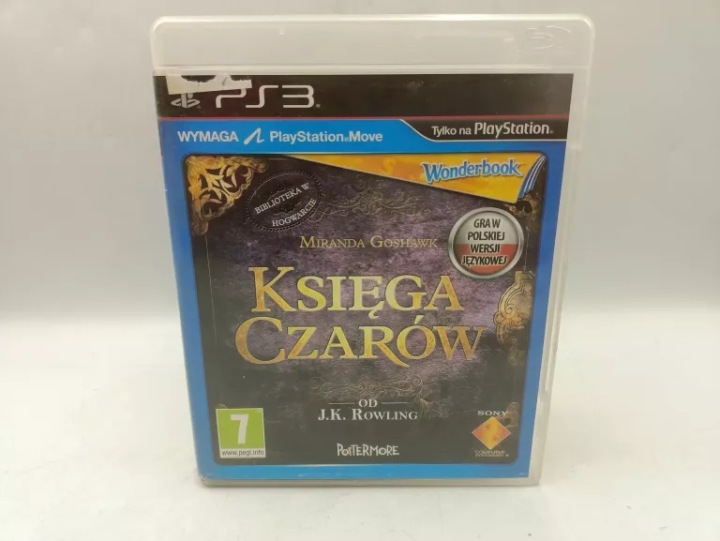 PS3
WYMAGA PlayStation®Move
Tylko na PlayStation®
Wonderbook™
BIBLIOTEKA W
HOGWARCIE
MIRANDA GOSHAWK
GRA W
POLSKIEJ
WERSJI
JĘZYKOWEJ
KSIĘGA
CZARÓW
OD
J.K. ROWLING
7
www.pegi.info
POTTERMORE
SONY